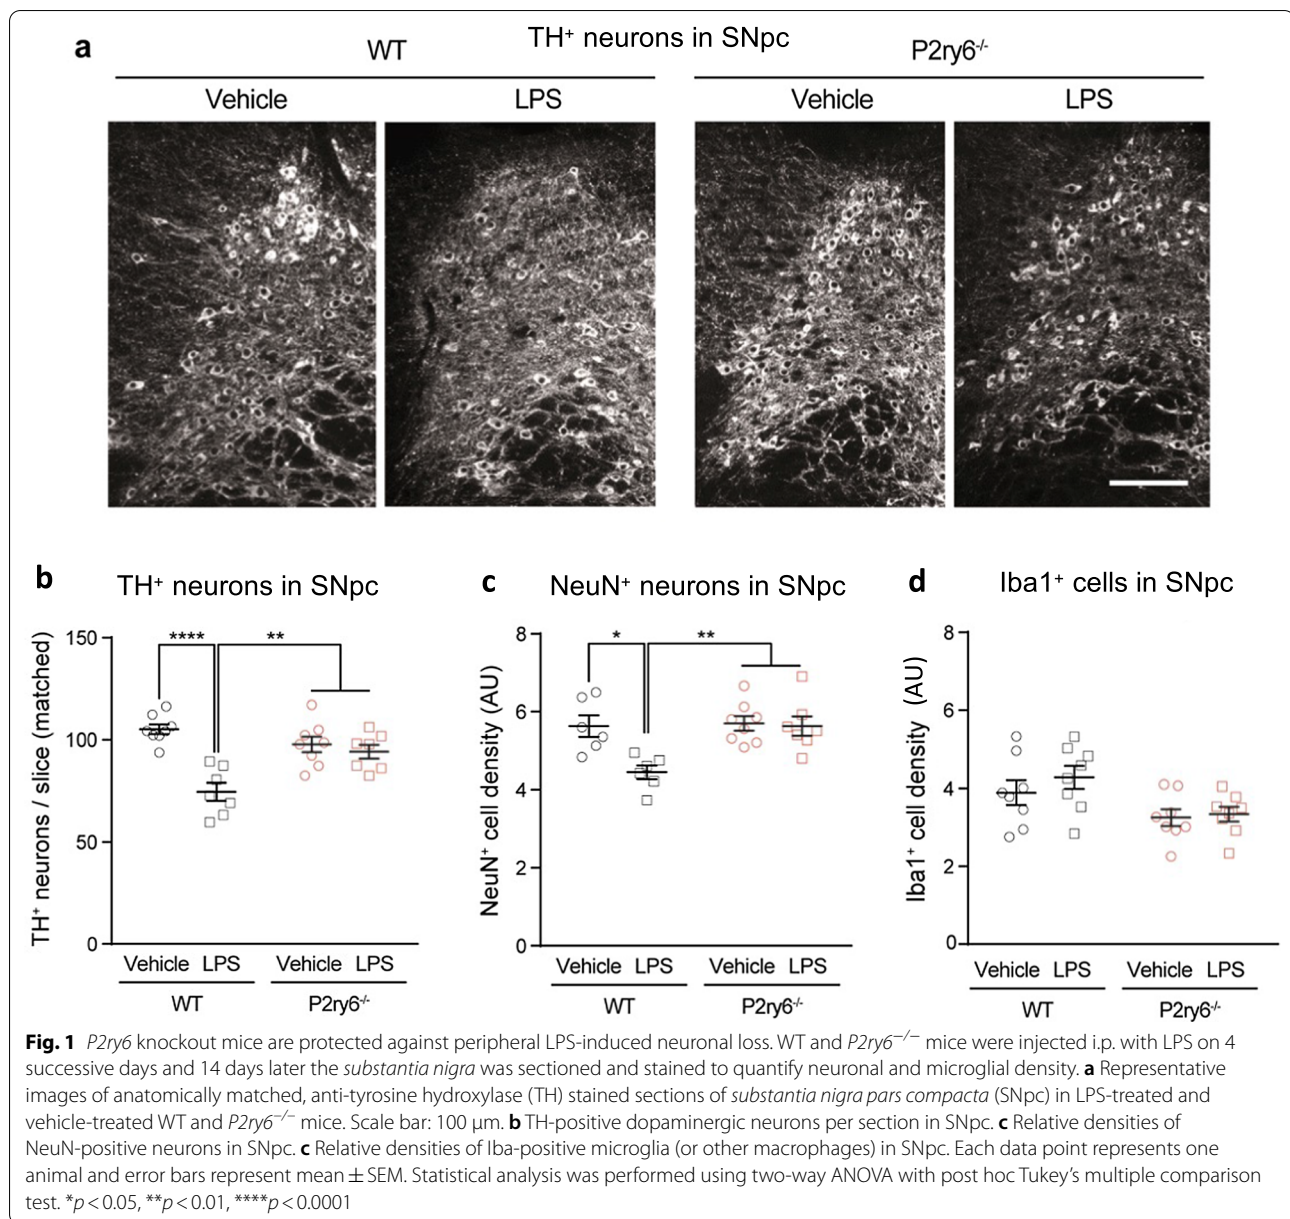 a
TH⁺ neurons in SNpc
WT
P2ry6⁻/⁻
Vehicle
LPS
Vehicle
LPS
b
TH⁺ neurons in SNpc
TH⁺ neurons / slice (matched)
150
100
50
0
****
**
Vehicle LPS
Vehicle LPS
WT
P2ry6⁻/⁻
c
NeuN⁺ neurons in SNpc
NeuN⁺ cell density (AU)
8
6
4
2
0
*
**
Vehicle LPS
Vehicle LPS
WT
P2ry6⁻/⁻
d
Iba1⁺ cells in SNpc
Iba1⁺ cell density (AU)
8
6
4
2
0
Vehicle LPS
Vehicle LPS
WT
P2ry6⁻/⁻
Fig. 1 P2ry6 knockout mice are protected against peripheral LPS-induced neuronal loss. WT and P2ry6⁻/⁻ mice were injected i.p. with LPS on 4
successive days and 14 days later the substantia nigra was sectioned and stained to quantify neuronal and microglial density. a Representative
images of anatomically matched, anti-tyrosine hydroxylase (TH) stained sections of substantia nigra pars compacta (SNpc) in LPS-treated and
vehicle-treated WT and P2ry6⁻/⁻ mice. Scale bar: 100 µm. b TH-positive dopaminergic neurons per section in SNpc. c Relative densities of
NeuN-positive neurons in SNpc. c Relative densities of Iba-positive microglia (or other macrophages) in SNpc. Each data point represents one
animal and error bars represent mean ± SEM. Statistical analysis was performed using two-way ANOVA with post hoc Tukey's multiple comparison
test. *p < 0.05, **p < 0.01, ****p < 0.0001